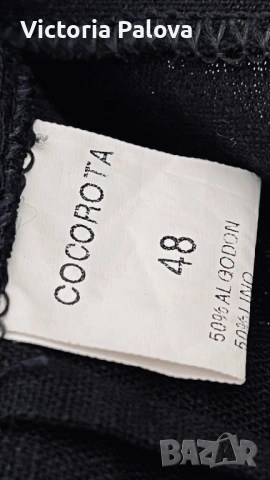 Victoria Palova
COCOROTA
48
50% ALGODON
50% LINO
BAZAR